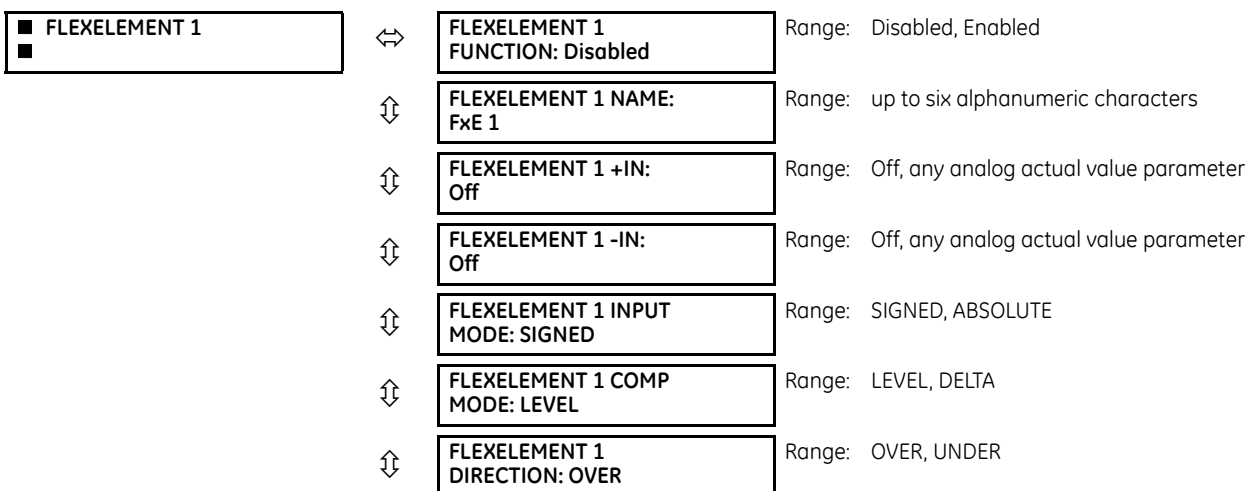 ■ FLEXELEMENT 1
■
FLEXELEMENT 1
FUNCTION: Disabled
Range: Disabled, Enabled
FLEXELEMENT 1 NAME:
FxE 1
Range: up to six alphanumeric characters
FLEXELEMENT 1 +IN:
Off
Range: Off, any analog actual value parameter
FLEXELEMENT 1 -IN:
Off
Range: Off, any analog actual value parameter
FLEXELEMENT 1 INPUT
MODE: SIGNED
Range: SIGNED, ABSOLUTE
FLEXELEMENT 1 COMP
MODE: LEVEL
Range: LEVEL, DELTA
FLEXELEMENT 1
DIRECTION: OVER
Range: OVER, UNDER